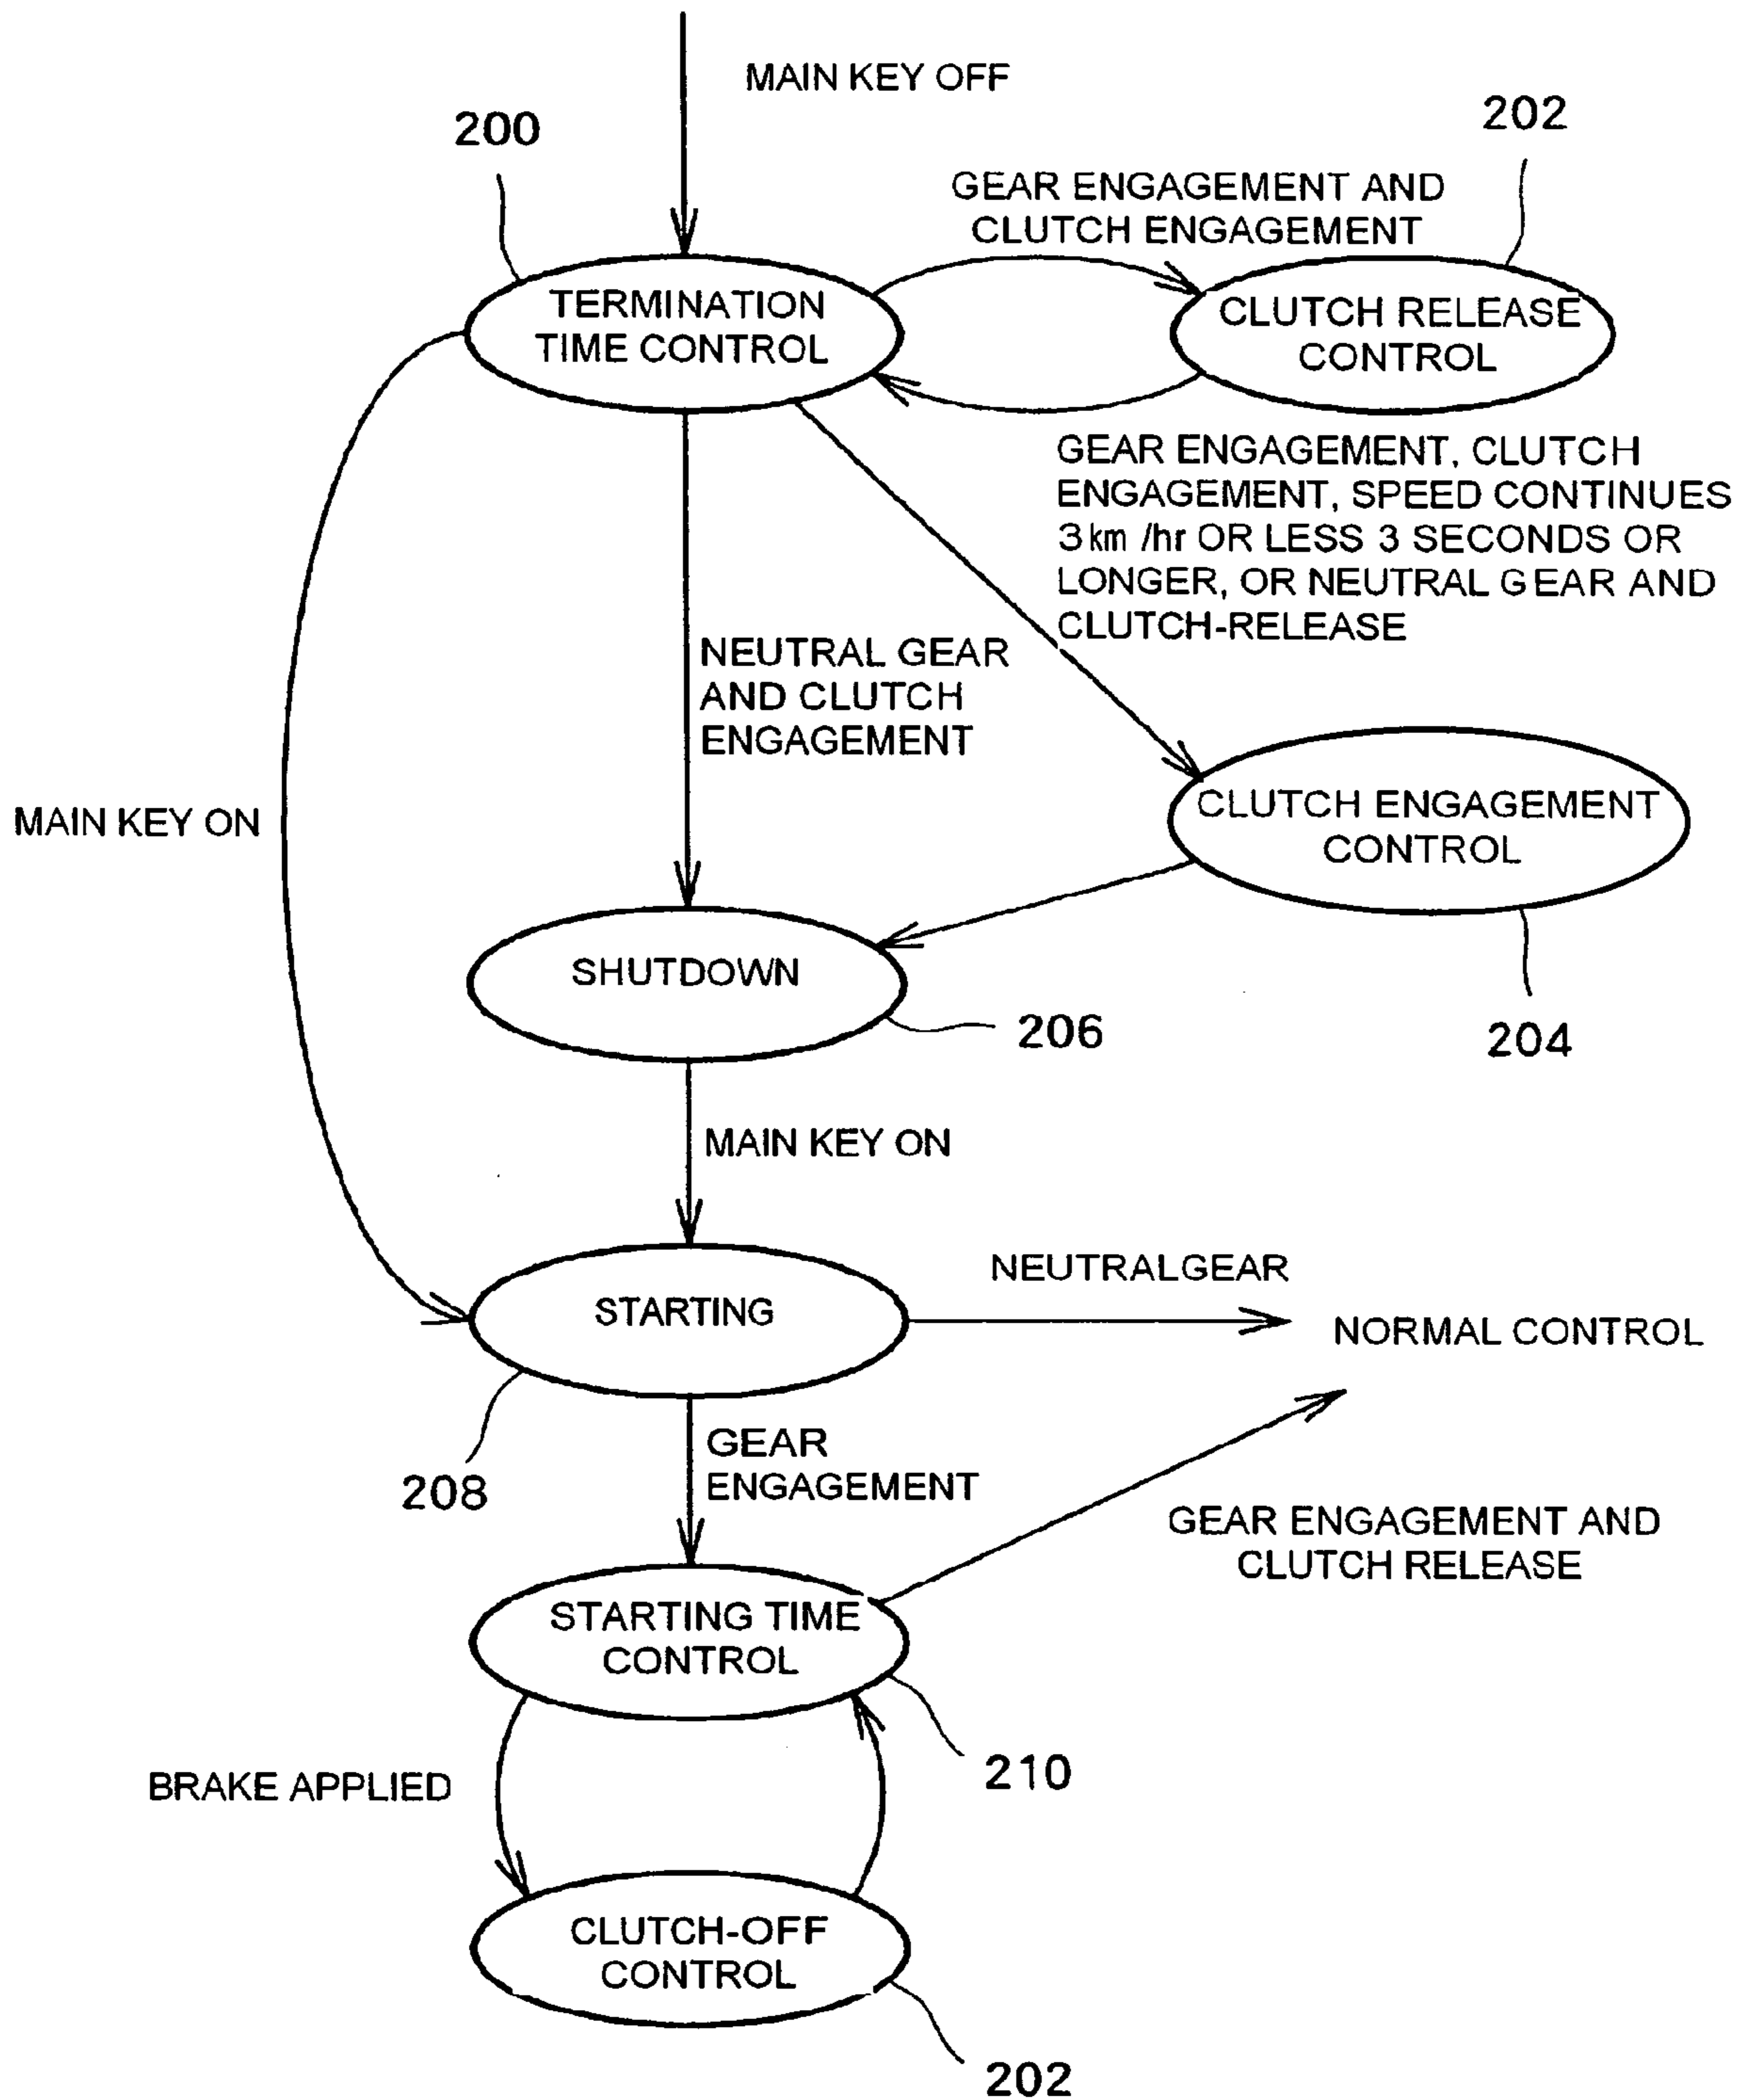 MAIN KEY OFF
200
202
GEAR ENGAGEMENT AND
CLUTCH ENGAGEMENT
TERMINATION
TIME CONTROL
CLUTCH RELEASE
CONTROL
GEAR ENGAGEMENT, CLUTCH
ENGAGEMENT, SPEED CONTINUES
3km /hr OR LESS 3 SECONDS OR
LONGER, OR NEUTRAL GEAR AND
CLUTCH-RELEASE
NEUTRAL GEAR
AND CLUTCH
ENGAGEMENT
MAIN KEY ON
CLUTCH ENGAGEMENT
CONTROL
SHUTDOWN
206
204
MAIN KEY ON
STARTING
NEUTRALGEAR
NORMAL CONTROL
208
GEAR
ENGAGEMENT
GEAR ENGAGEMENT AND
CLUTCH RELEASE
STARTING TIME
CONTROL
210
BRAKE APPLIED
CLUTCH-OFF
CONTROL
202